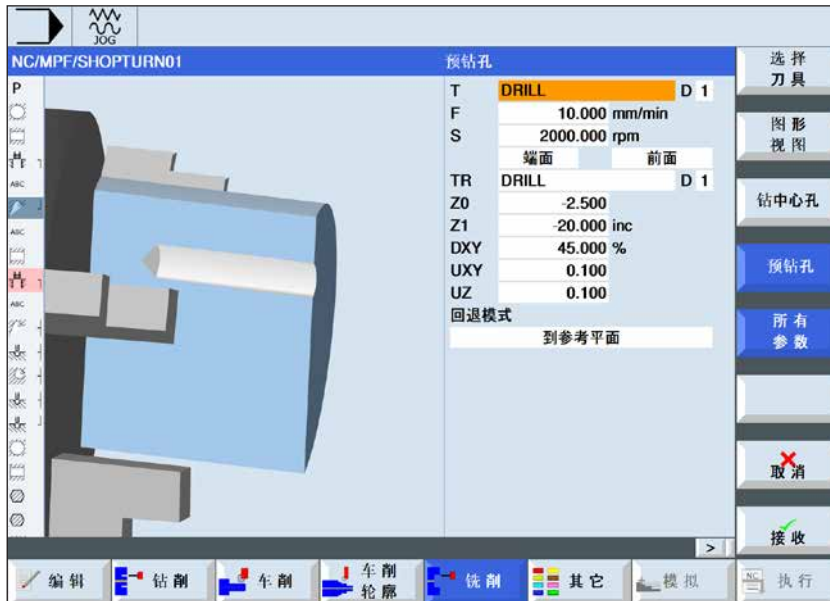 JOG
NC/MPF/SHOPTURN01
预钻孔
选择
刀具
P
T DRILL D 1
F 10.000 mm/min
图形
视图
S 2000.000 rpm
端面 前面
TR DRILL D 1
ABC
Z0 -2.500
钻中心孔
Z1 -20.000 inc
ABC
DXY 45.000 %
UXY 0.100
预钻孔
UZ 0.100
ABC
回退模式
到参考平面
所有
参数
取消
接收
>
编辑
钻削
车削
车削
轮廓
铣削
其它
模拟
NC
执行